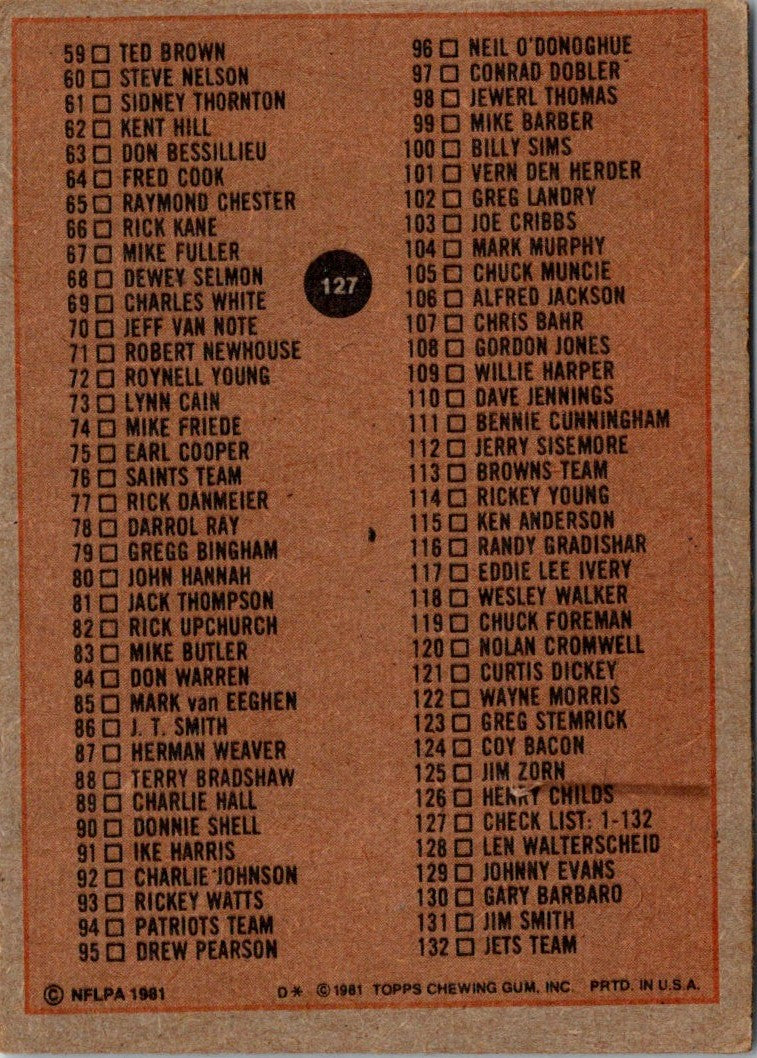 59 □ TED BROWN
60 □ STEVE NELSON
61 □ SIDNEY THORNTON
62 □ KENT HILL
63 □ DON BESSILLIEU
64 □ FRED COOK
65 □ RAYMOND CHESTER
66 □ RICK KANE
67 □ MIKE FULLER
68 □ DEWEY SELMON
69 □ CHARLES WHITE
70 □ JEFF VAN NOTE
71 □ ROBERT NEWHOUSE
72 □ ROYNELL YOUNG
73 □ LYNN CAIN
74 □ MIKE FRIEDE
75 □ EARL COOPER
76 □ SAINTS TEAM
77 □ RICK DANMEIER
78 □ DARROL RAY
79 □ GREGG BINGHAM
80 □ JOHN HANNAH
81 □ JACK THOMPSON
82 □ RICK UPCHURCH
83 □ MIKE BUTLER
84 □ DON WARREN
85 □ MARK van EEGHEN
86 □ J. T. SMITH
87 □ HERMAN WEAVER
88 □ TERRY BRADSHAW
89 □ CHARLIE HALL
90 □ DONNIE SHELL
91 □ IKE HARRIS
92 □ CHARLIE JOHNSON
93 □ RICKEY WATTS
94 □ PATRIOTS TEAM
95 □ DREW PEARSON
127
96 □ NEIL O'DONOGHUE
97 □ CONRAD DOBLER
98 □ JEWERL THOMAS
99 □ MIKE BARBER
100 □ BILLY SIMS
101 □ VERN DEN HERDER
102 □ GREG LANDRY
103 □ JOE CRIBBS
104 □ MARK MURPHY
105 □ CHUCK MUNCIE
106 □ ALFRED JACKSON
107 □ CHRIS BAHR
108 □ GORDON JONES
109 □ WILLIE HARPER
110 □ DAVE JENNINGS
111 □ BENNIE CUNNINGHAM
112 □ JERRY SISEMORE
113 □ BROWNS TEAM
114 □ RICKEY YOUNG
115 □ KEN ANDERSON
116 □ RANDY GRADISHAR
117 □ EDDIE LEE IVERY
118 □ WESLEY WALKER
119 □ CHUCK FOREMAN
120 □ NOLAN CROMWELL
121 □ CURTIS DICKEY
122 □ WAYNE MORRIS
123 □ GREG STEMRICK
124 □ COY BACON
125 □ JIM ZORN
126 □ HENRY CHILDS
127 □ CHECK LIST: 1-132
128 □ LEN WALTERSCHEID
129 □ JOHNNY EVANS
130 □ GARY BARBARO
131 □ JIM SMITH
132 □ JETS TEAM
© NFLPA 1981 D* © 1981 TOPPS CHEWING GUM, INC. PRTD. IN U.S.A.